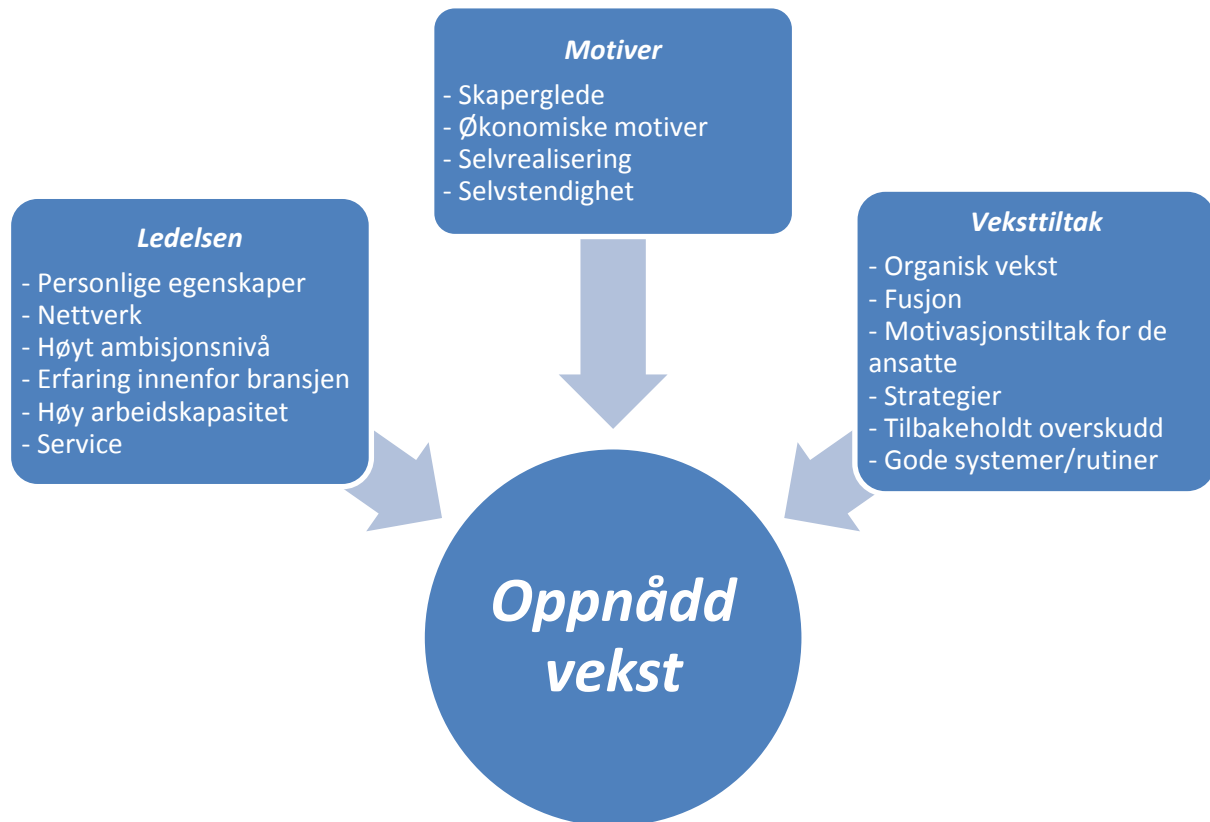 Motiver
- Skaperglede
- Økonomiske motiver
- Selvrealisering
- Selvstendighet
Ledelsen
- Personlige egenskaper
- Nettverk
- Høyt ambisjonsnivå
- Erfaring innenfor bransjen
- Høy arbeidskapasitet
- Service
Veksttiltak
- Organisk vekst
- Fusjon
- Motivasjonstiltak for de
ansatte
- Strategier
- Tilbakeholdt overskudd
- Gode systemer/rutiner
Oppnådd
vekst